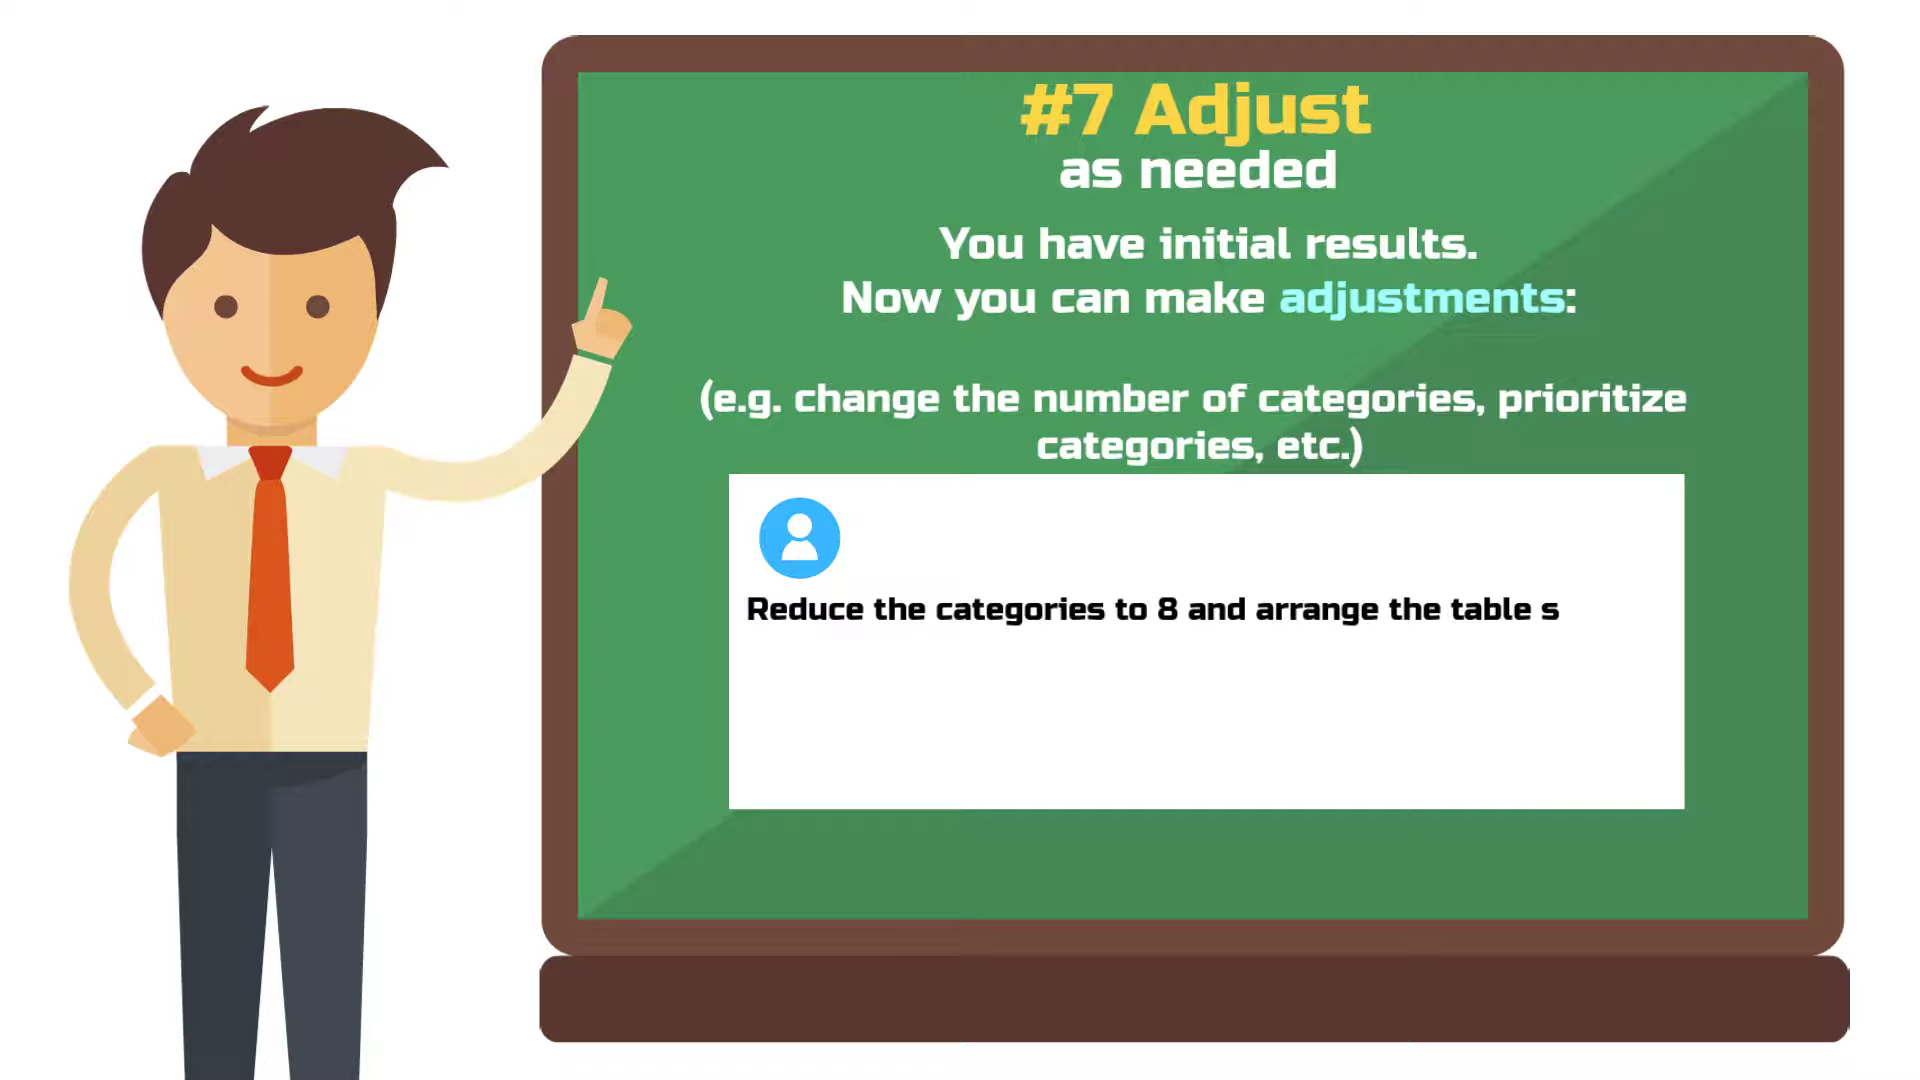 #7 Adjust
as needed
You have initial results.
Now you can make adjustments:
(e.g. change the number of categories, prioritize
categories, etc.)
Reduce the categories to 8 and arrange the table s